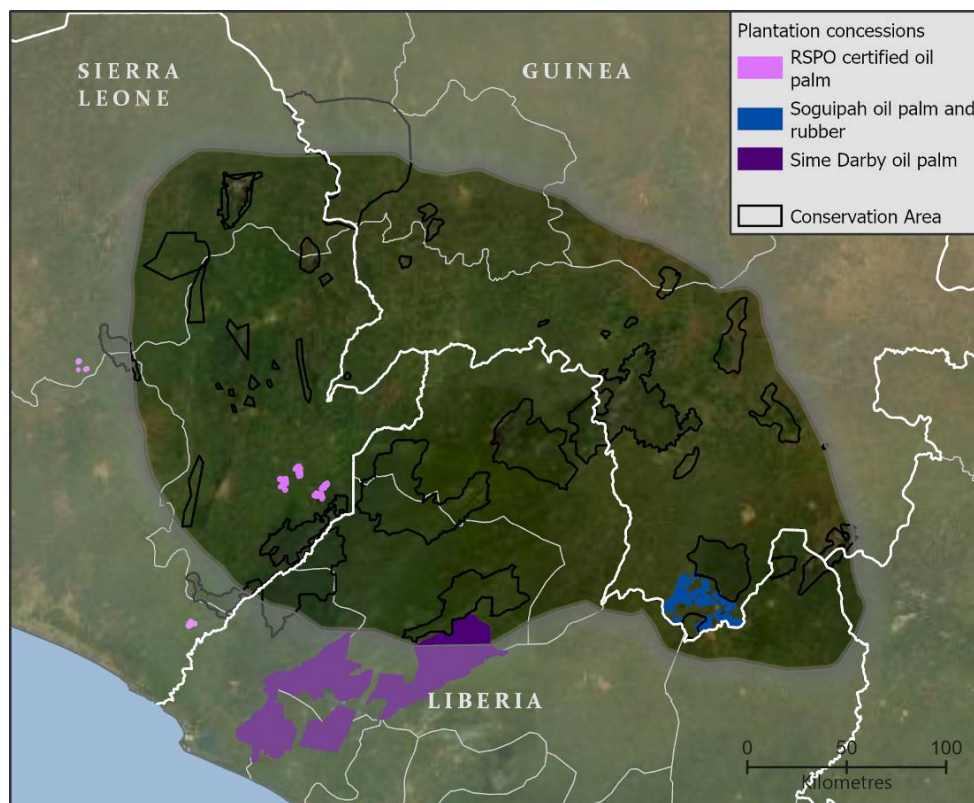 SIERRA
LEONE
GUINEA
Plantation concessions
RSPO certified oil
palm
Soguipah oil palm and
rubber
Sime Darby oil palm
Conservation Area
LIBERIA
0 50 100
Kilometres